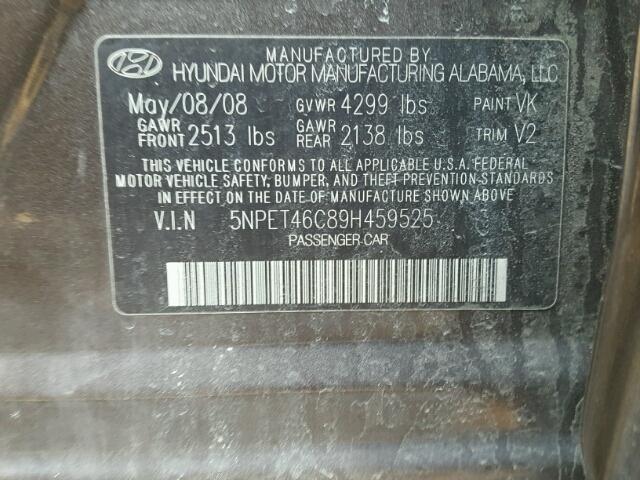 MANUFACTURED BY
HYUNDAI MOTOR MANUFACTURING ALABAMA, LLC
May/08/08 GVWR 4299 lbs PAINT VK
GAWR FRONT 2513 lbs GAWR REAR 2138 lbs TRIM V2
THIS VEHICLE CONFORMS TO ALL APPLICABLE U.S.A. FEDERAL
MOTOR VEHICLE SAFETY, BUMPER, AND THEFT PREVENTION STANDARDS
IN EFFECT ON THE DATE OF MANUFACTURE SHOWN ABOVE
V.I.N 5NPET46C89H459525
PASSENGER CAR